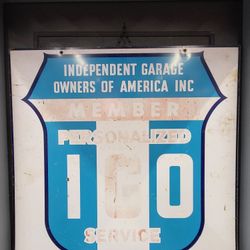 INDEPENDENT GARAGE
OWNERS OF AMERICA INC
MEMBER
PERSONALIZED
IGO
SERVICE